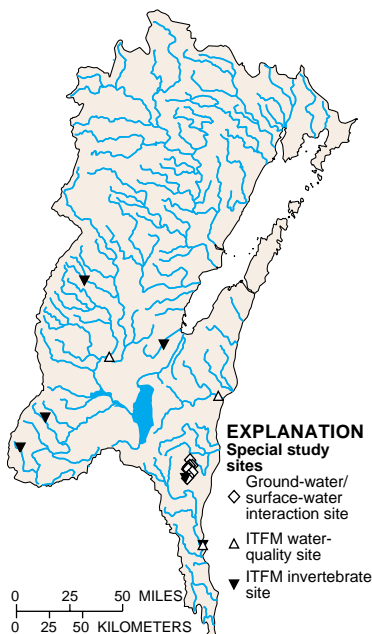 EXPLANATION
Special study
sites
Ground-water/
surface-water
interaction site
ITFM water-
quality site
ITFM invertebrate
site
0 25 50 MILES
0 25 50 KILOMETERS